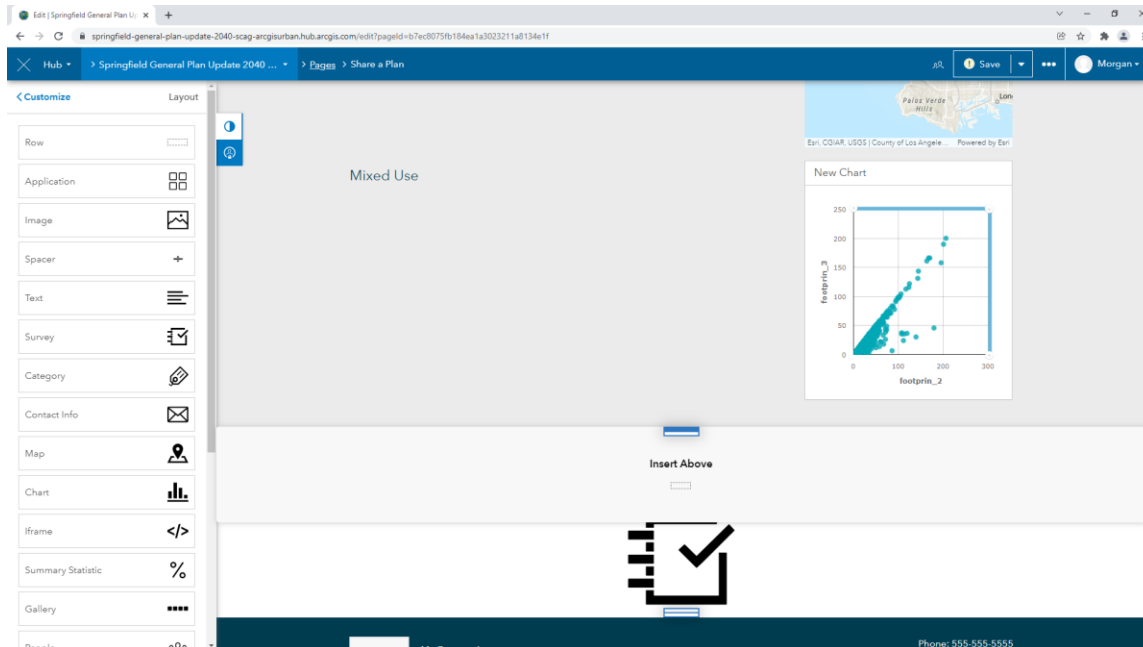 Edit | Springfield General Plan Up
springfield-general-plan-update-2040-scag-arcgisurban.hub.arcgis.com/edit?pageId=b7ec8075fb184ea1a3023211a8134e1f
Hub > Springfield General Plan Update 2040 ... > Pages > Share a Plan
Save
Morgan
Customize
Layout
Row
Application
Image
Spacer
Text
Survey
Category
Contact Info
Map
Chart
Iframe
Summary Statistic
Gallery
People
Palos Verde
Hills
Lon
Esri, CGIAR, USGS | County of Los Angele... Powered by Esri
Mixed Use
New Chart
250
200
150
100
50
0
footprin_3
0 100 200 300
footprin_2
Insert Above
Phone: 555-555-5555